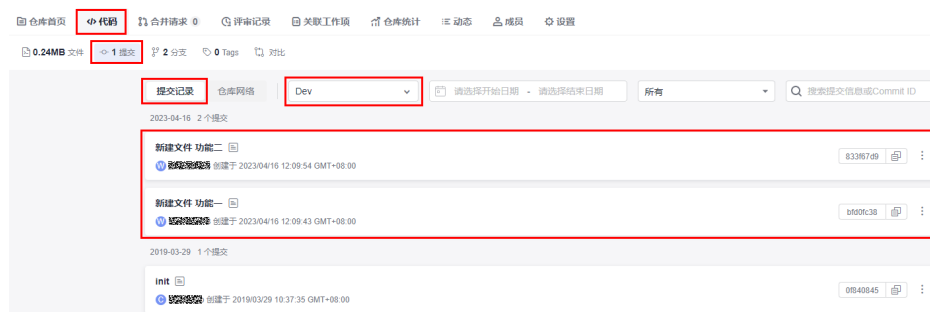 仓库首页 代码 合并请求 0 评审记录 关联工作项 仓库统计 动态 成员 设置
0.24MB 文件 1 提交 2 分支 0 Tags 对比
提交记录 仓库网络 Dev 请选择开始日期 - 请选择结束日期 所有 搜索提交信息或Commit ID
2023-04-16 2 个提交
新建文件 功能二
833f67d9
W 创建于 2023/04/16 12:09:54 GMT+08:00
新建文件 功能一
bfd0fc38
W 创建于 2023/04/16 12:09:43 GMT+08:00
2019-03-29 1 个提交
init
0f840845
C 创建于 2019/03/29 10:37:35 GMT+08:00